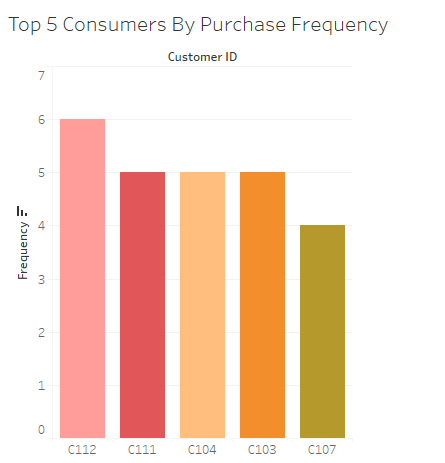 Top 5 Consumers By Purchase Frequency
Customer ID
7
6
5
4
3
2
1
0
Frequency
C112 C111 C104 C103 C107